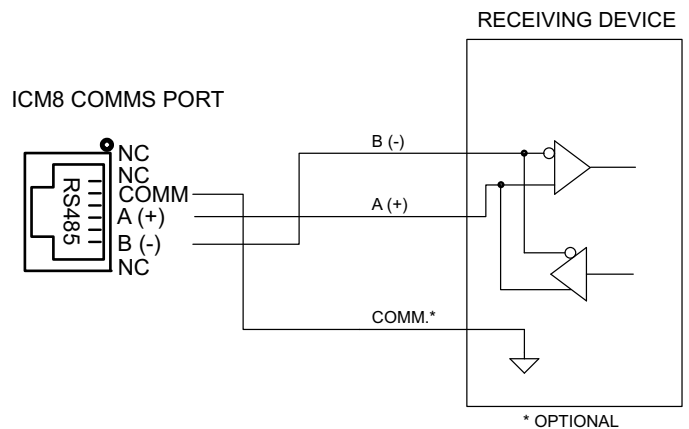 RECEIVING DEVICE
ICM8 COMMS PORT
NC
NC
COMM
A (+)
B (-)
NC
RS485
B (-)
A (+)
COMM.*
* OPTIONAL